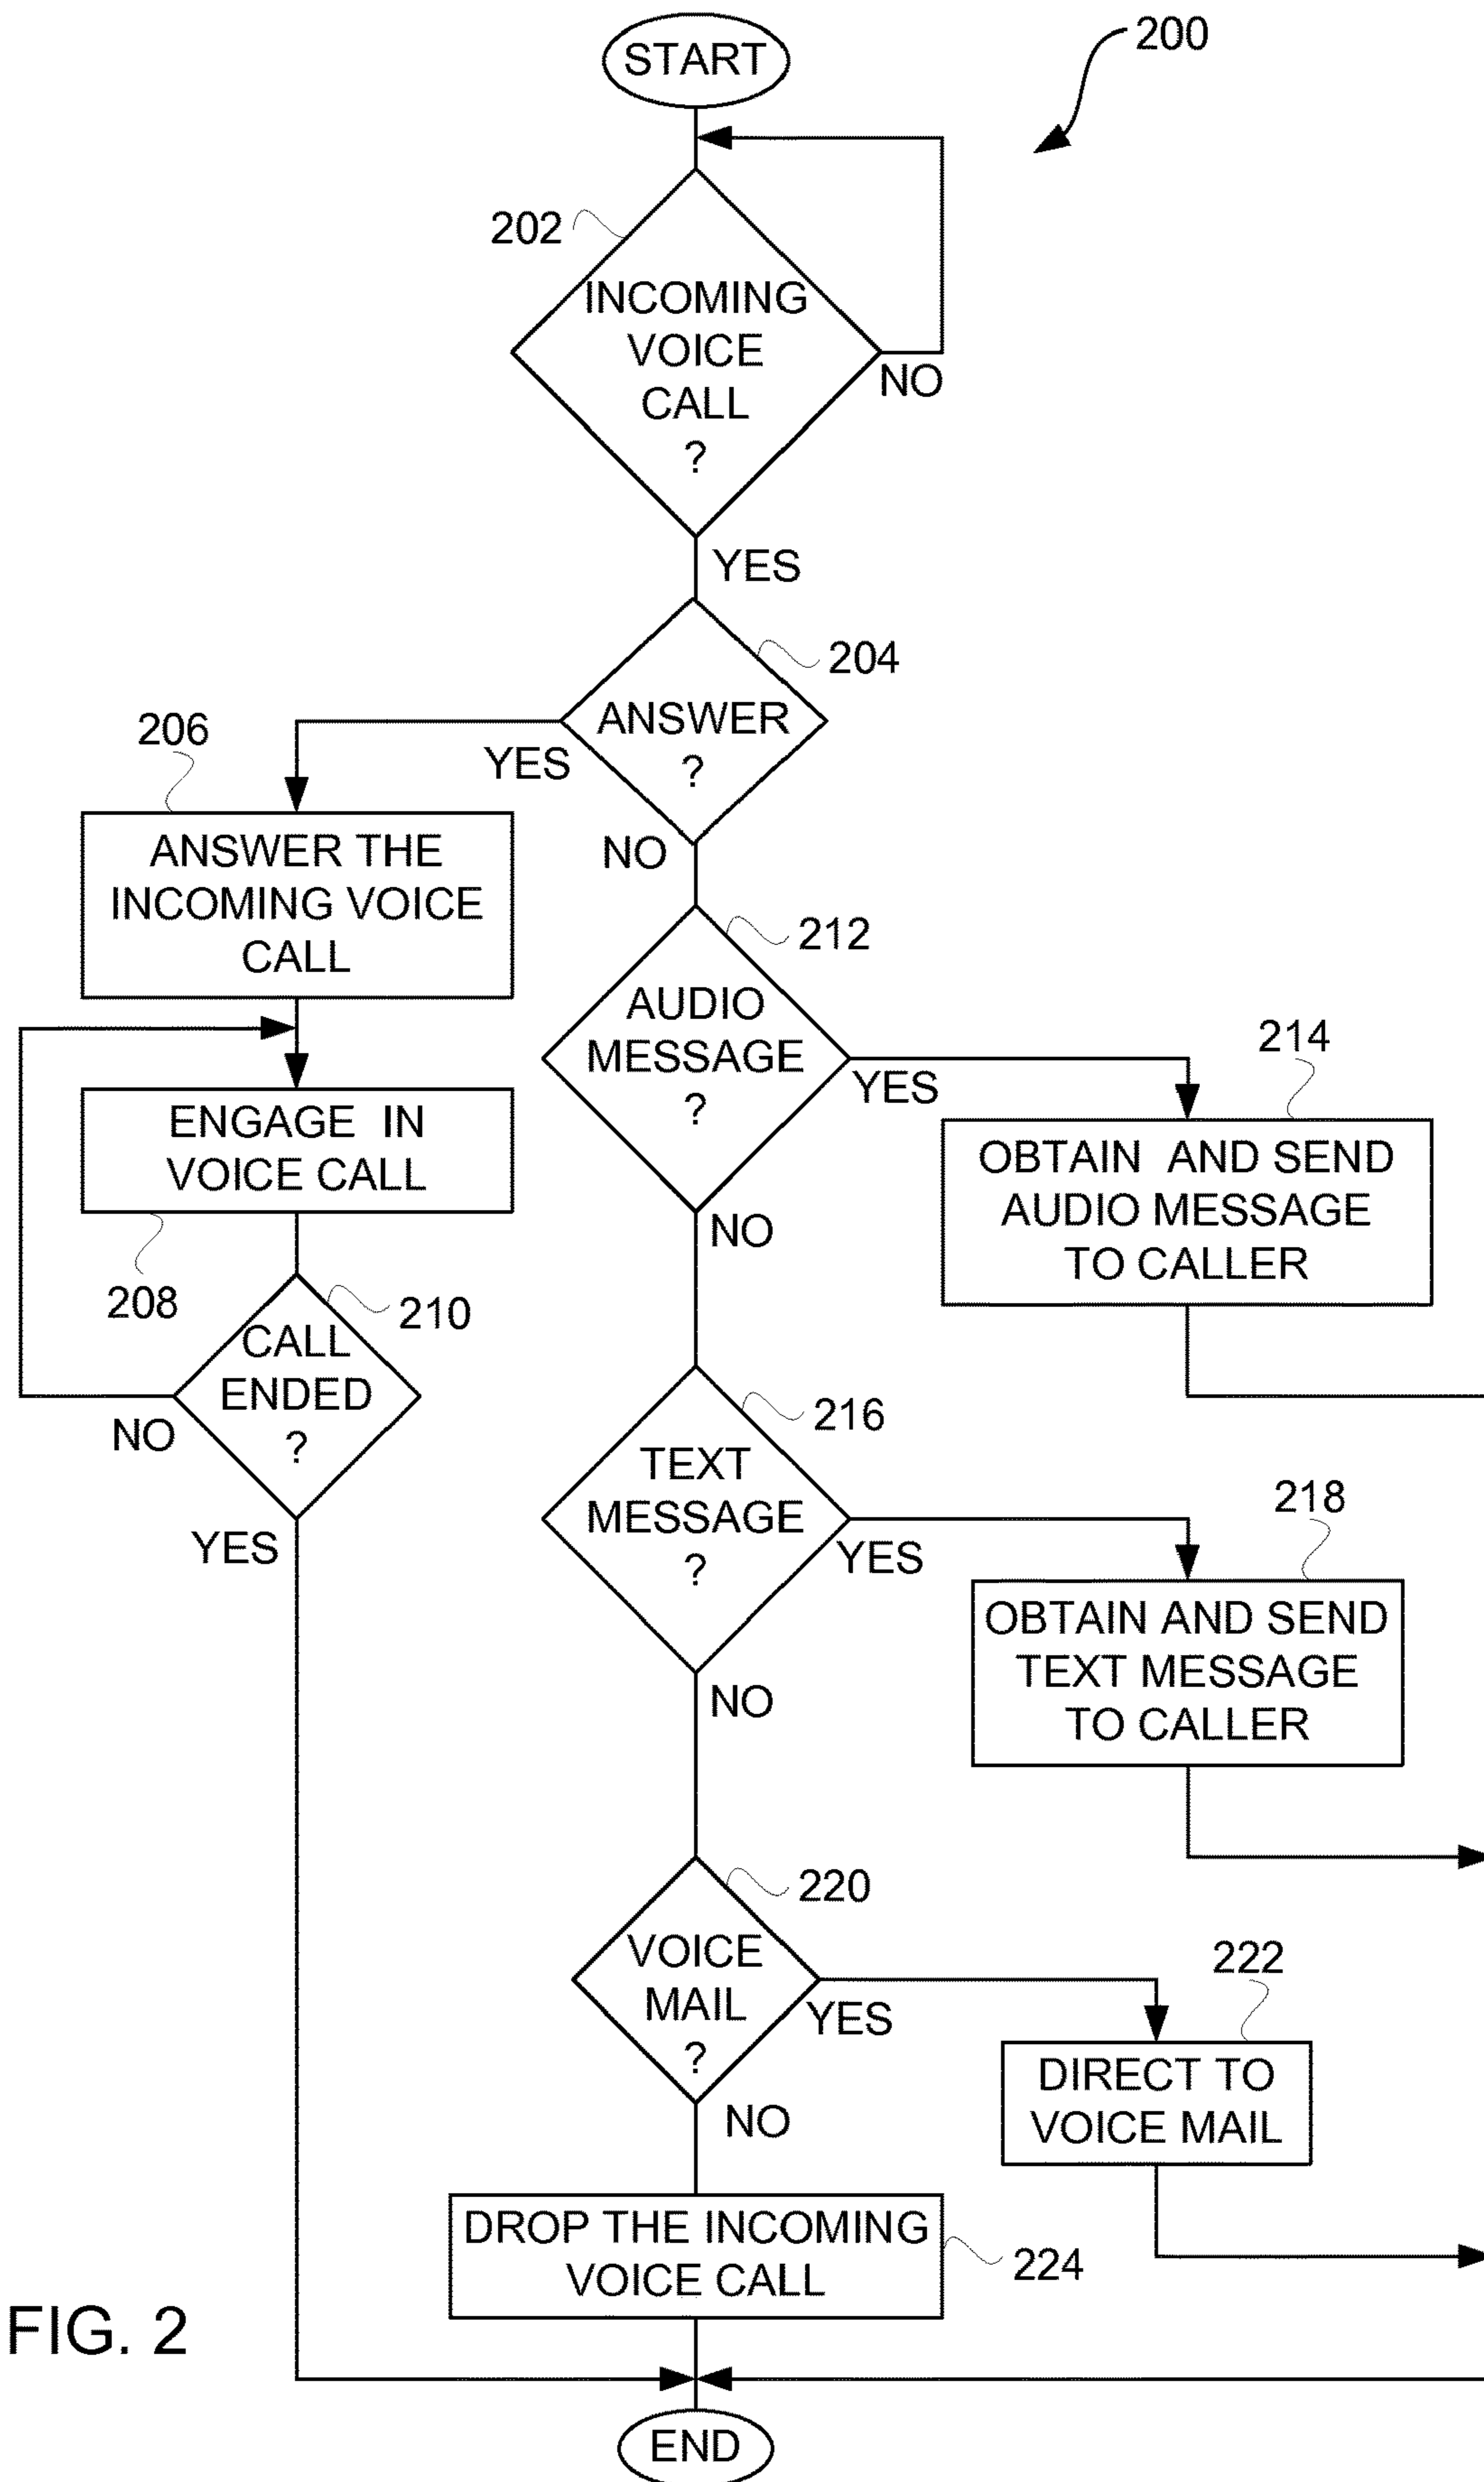 START
200
202
INCOMING
VOICE
CALL
?
NO
YES
204
ANSWER
?
YES
NO
206
ANSWER THE
INCOMING VOICE
CALL
212
AUDIO
MESSAGE
?
YES
NO
214
OBTAIN AND SEND
AUDIO MESSAGE
TO CALLER
ENGAGE IN
VOICE CALL
208
210
CALL
ENDED
?
NO
YES
216
TEXT
MESSAGE
?
YES
NO
218
OBTAIN AND SEND
TEXT MESSAGE
TO CALLER
220
VOICE
MAIL
?
YES
NO
222
DIRECT TO
VOICE MAIL
DROP THE INCOMING
VOICE CALL
224
FIG. 2
END